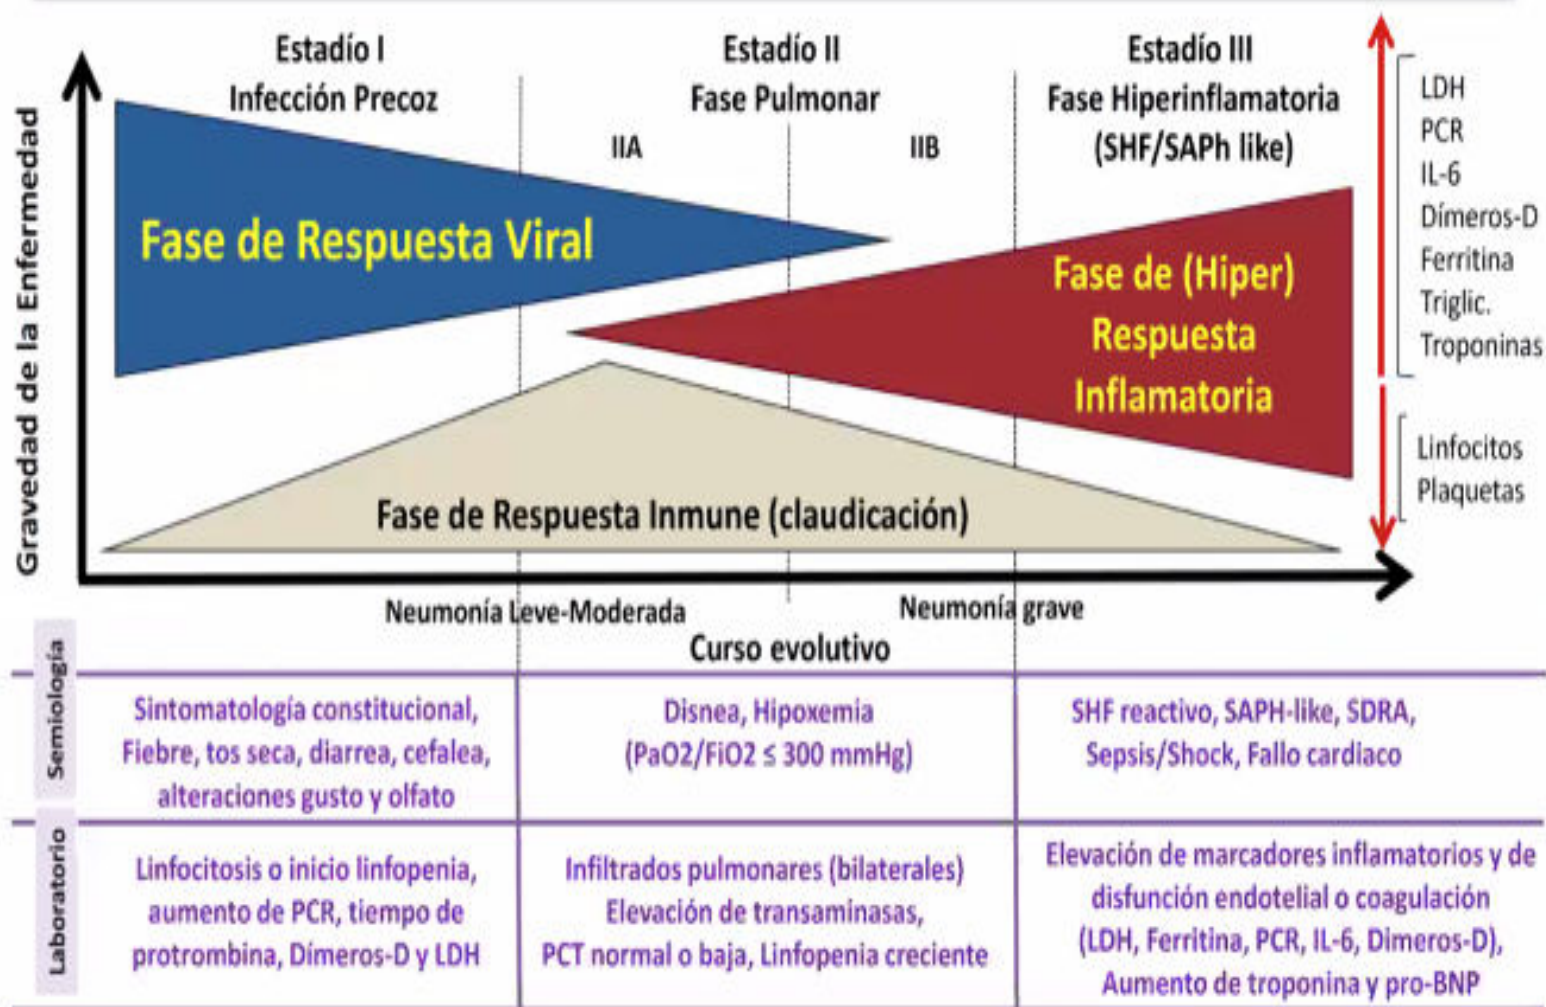 Estadío I
Infección Precoz
Estadío II
Fase Pulmonar
IIA
IIB
Estadío III
Fase Hiperinflamatoria
(SHF/SAPh like)
LDH
PCR
IL-6
Dímeros-D
Ferritina
Triglic.
Troponinas
Linfocitos
Plaquetas
Gravedad de la Enfermedad
Fase de Respuesta Viral
Fase de (Hiper)
Respuesta
Inflamatoria
Fase de Respuesta Inmune (claudicación)
Neumonía Leve-Moderada
Neumonía grave
Curso evolutivo
Semiología
Sintomatología constitucional,
Fiebre, tos seca, diarrea, cefalea,
alteraciones gusto y olfato
Disnea, Hipoxemia
(PaO2/FiO2 ≤ 300 mmHg)
SHF reactivo, SAPH-like, SDRA,
Sepsis/Shock, Fallo cardiaco
Laboratorio
Linfocitosis o inicio linfopenia,
aumento de PCR, tiempo de
protrombina, Dímeros-D y LDH
Infiltrados pulmonares (bilaterales)
Elevación de transaminasas,
PCT normal o baja, Linfopenia creciente
Elevación de marcadores inflamatorios y de
disfunción endotelial o coagulación
(LDH, Ferritina, PCR, IL-6, Dimeros-D),
Aumento de troponina y pro-BNP